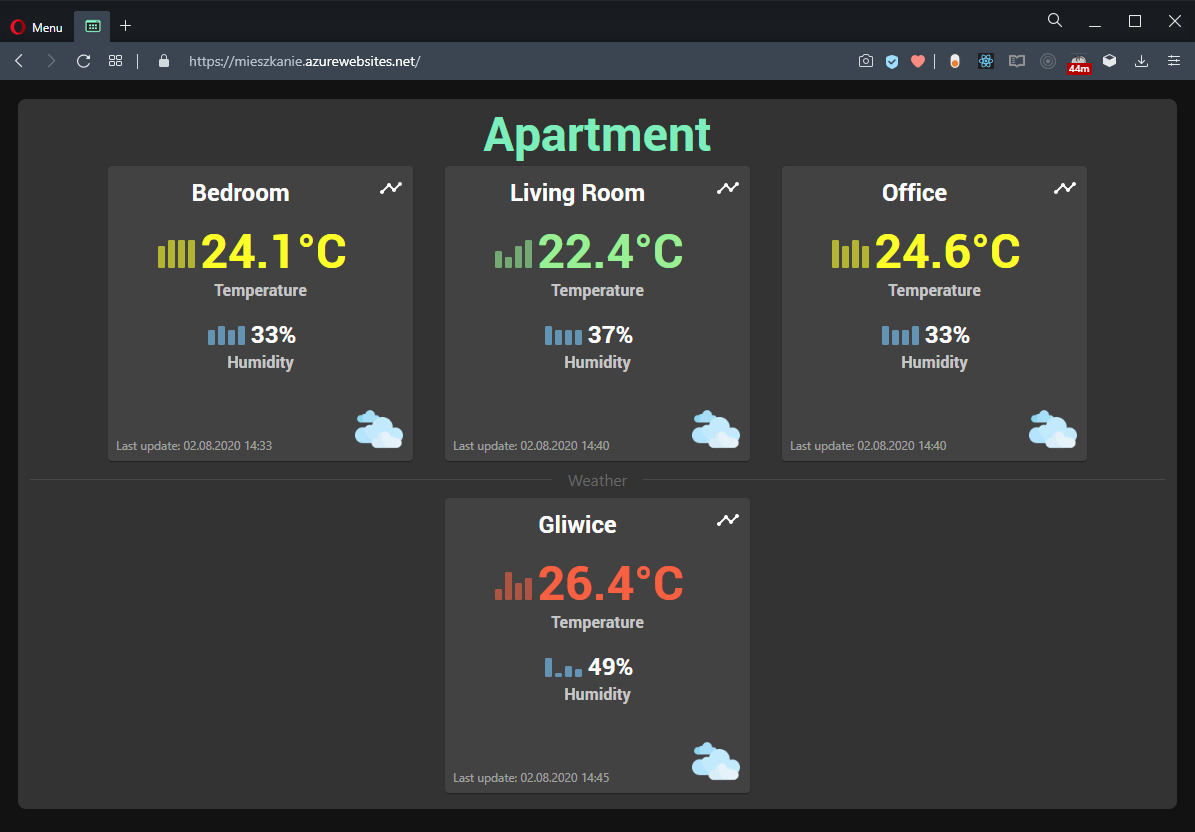 Menu
https://mieszkanie.azurewebsites.net/
44m
Apartment
Bedroom
24.1°C
Temperature
33%
Humidity
Last update: 02.08.2020 14:33
Living Room
22.4°C
Temperature
37%
Humidity
Last update: 02.08.2020 14:40
Office
24.6°C
Temperature
33%
Humidity
Last update: 02.08.2020 14:40
Weather
Gliwice
26.4°C
Temperature
49%
Humidity
Last update: 02.08.2020 14:45